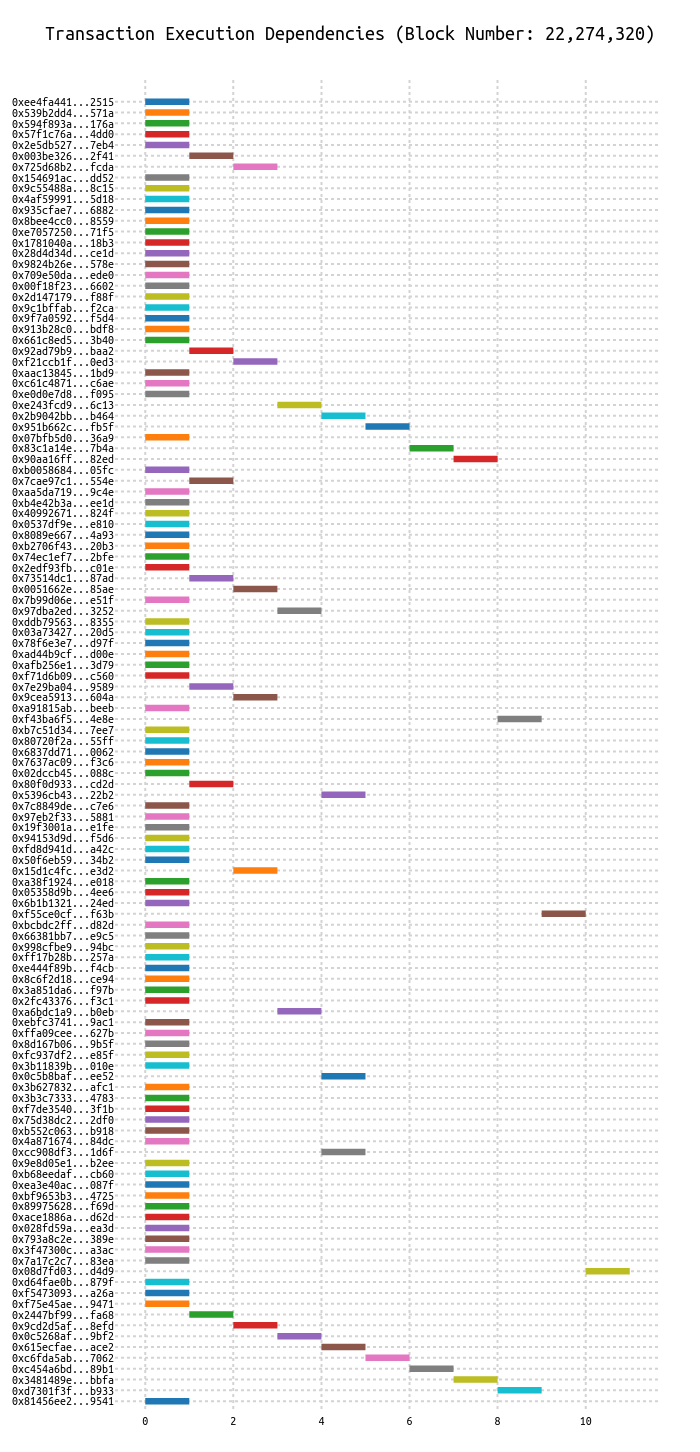 Transaction Execution Dependencies (Block Number: 22,274,320)
0xee4fa441...2515
0x539b2dd4...571a
0x594f893a...176a
0x57f1c76a...4dd0
0x2e5db527...7eb4
0x003be326...2f41
0x725d68b2...fcda
0x154691ac...dd52
0x9c55488a...8c15
0x4af59991...5d18
0x935cfae7...6882
0x8bee4cc0...8559
0xe7057250...71f5
0x1781040a...18b3
0x28d4d34d...ce1d
0x9824b26e...578e
0x709e50da...ede0
0x00f18f23...6602
0x2d147179...f88f
0x9c1bffab...f2ca
0x9f7a0592...f5d4
0x913b28c0...bdf8
0x661c8ed5...3b40
0x92ad79b9...baa2
0xf21ccb1f...0ed3
0xaac13845...1bd9
0xc61c4871...c6ae
0xe0d0e7d8...f095
0xe243fcd9...6c13
0x2b9042bb...b464
0x951b662c...fb5f
0x07bfb5d0...36a9
0x83c1a14e...7b4a
0x90aa16ff...82ed
0xb0058684...05fc
0x7cae97c1...554e
0xaa5da719...9c4e
0xb4e42b3a...ee1d
0x40992671...824f
0x0537df9e...e810
0x8089e667...4a93
0xb2706f43...20b3
0x74ec1ef7...2bfe
0x2edf93fb...c01e
0x73514dc1...87ad
0x0051662e...85ae
0x7b99d06e...e51f
0x97dba2ed...3252
0xddb79563...8355
0x03a73427...20d5
0x78f6e3e7...d97f
0xad44b9cf...d00e
0xafb256e1...3d79
0xf71d6b09...c560
0x7e29ba04...9589
0x9cea5913...604a
0xa91815ab...beeb
0xf43ba6f5...4e8e
0xb7c51d34...7ee7
0x80720f2a...55ff
0x6837dd71...0062
0x7637ac09...f3c6
0x02dccb45...088c
0x80f0d933...cd2d
0x5396cb43...22b2
0x7c8849de...c7e6
0x97eb2f33...5881
0x19f3001a...e1fe
0x94153d9d...f5d6
0xfd8d941d...a42c
0x50f6eb59...34b2
0x15d1c4fc...e3d2
0xa38f1924...e018
0x05358d9b...4ee6
0x6b1b1321...24ed
0xf55ce0cf...f63b
0xbcbdc2ff...d82d
0x66381bb7...e9c5
0x998cfbe9...94bc
0xff17b28b...257a
0xe444f89b...f4cb
0x8c6f2d18...ce94
0x3a851da6...f97b
0x2fc43376...f3c1
0xa6bdc1a9...b0eb
0xebfc3741...9ac1
0xffa09cee...627b
0x8d167b06...9b5f
0xfc937df2...e85f
0x3b11839b...010e
0x0c5b8baf...ee52
0x3b627832...afc1
0x3b3c7333...4783
0xf7de3540...3f1b
0x75d38dc2...2df0
0xb552c063...b918
0x4a871674...84dc
0xcc908df3...1d6f
0x9e8d05e1...b2ee
0xb68eedaf...cb60
0xea3e40ac...087f
0xbf9653b3...4725
0x89975628...f69d
0xace1886a...d62d
0x028fd59a...ea3d
0x793a8c2e...389e
0x3f47300c...a3ac
0x7a17c2c7...83ea
0x08d7fd03...d4d9
0xd64fae0b...879f
0xf5473093...a26a
0xf75e45ae...9471
0x2447bf99...fa68
0x9cd2d5af...8efd
0x0c5268af...9bf2
0x615ecfae...ace2
0xc6fda5ab...7062
0xc454a6bd...89b1
0x3481489e...bbfa
0xd7301f3f...b933
0x81456ee2...9541
0 2 4 6 8 10